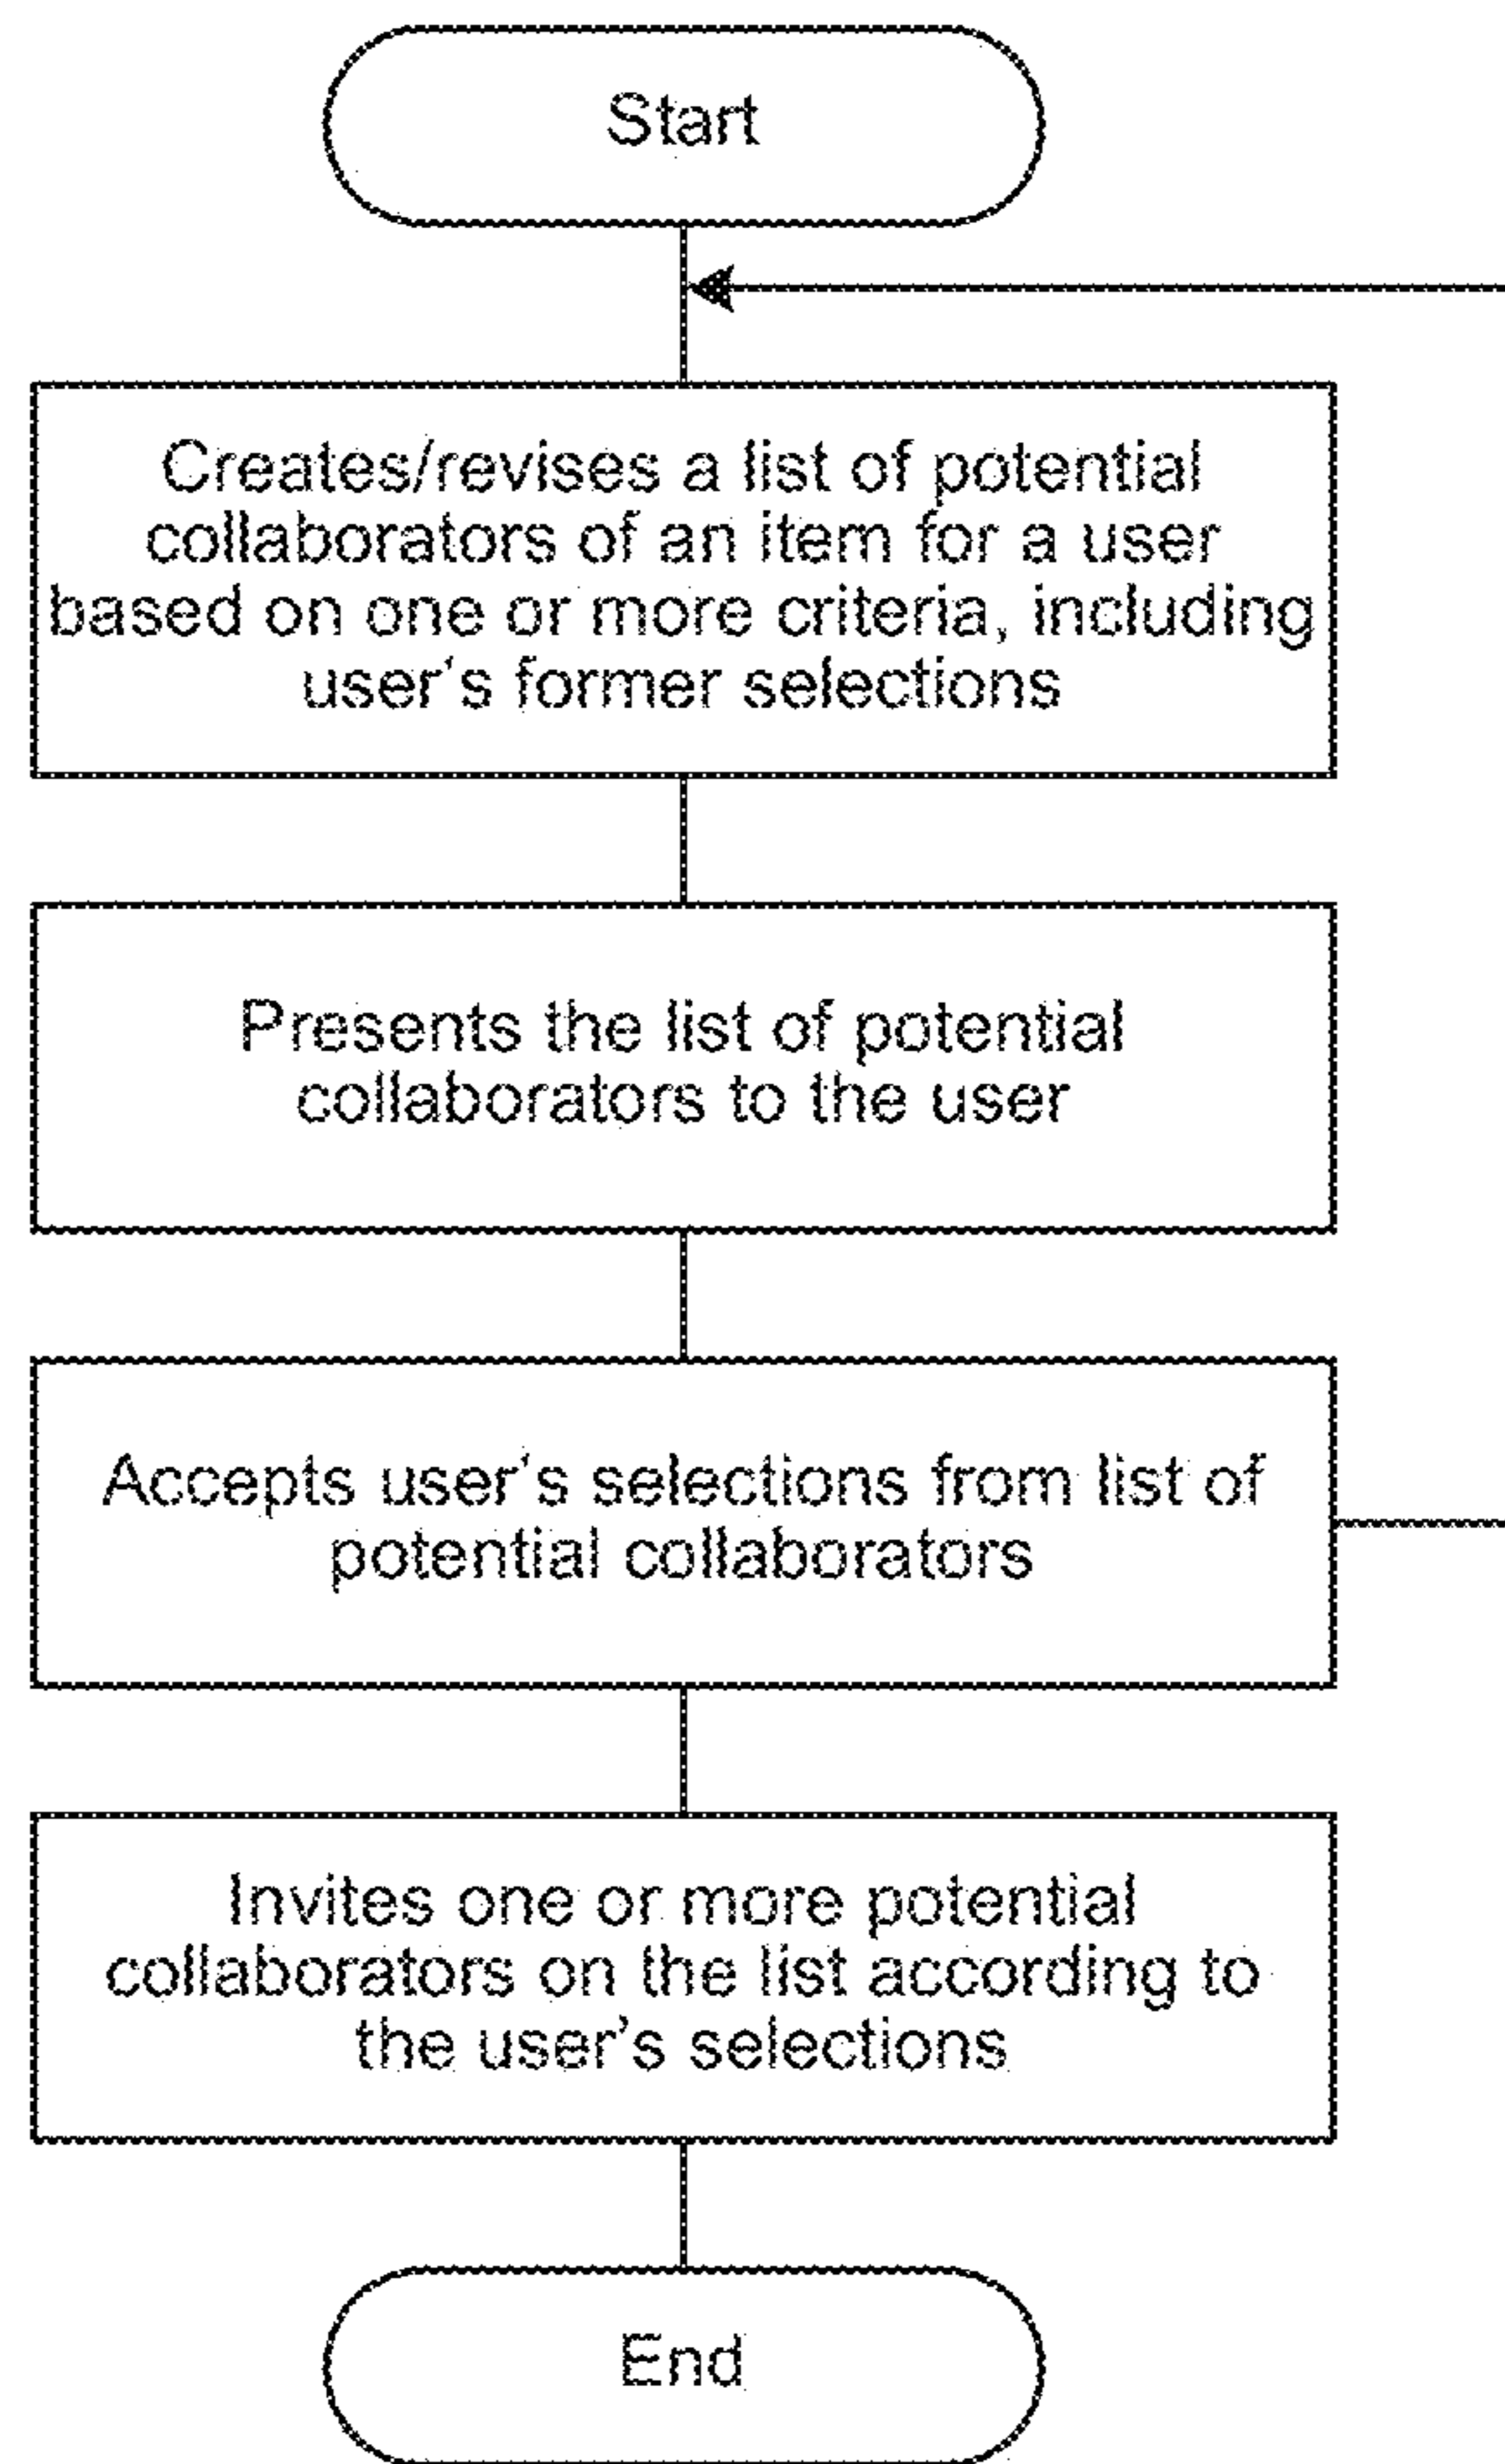 Start
Creates/revises a list of potential
collaborators of an item for a user
based on one or more criteria, including
user's former selections
Presents the list of potential
collaborators to the user
Accepts user's selections from list of
potential collaborators
Invites one or more potential
collaborators on the list according to
the user's selections
End